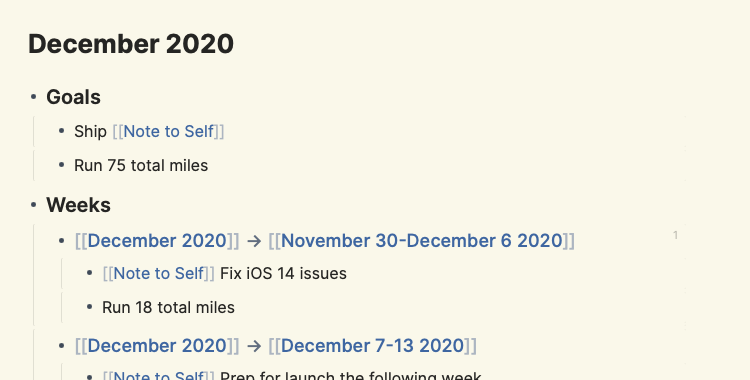 December 2020
Goals
Ship [[Note to Self]]
Run 75 total miles
Weeks
[[December 2020]] → [[November 30-December 6 2020]] 1
[[Note to Self]] Fix iOS 14 issues
Run 18 total miles
[[December 2020]] → [[December 7-13 2020]]
[[Note to Self]] Prep for launch the following week